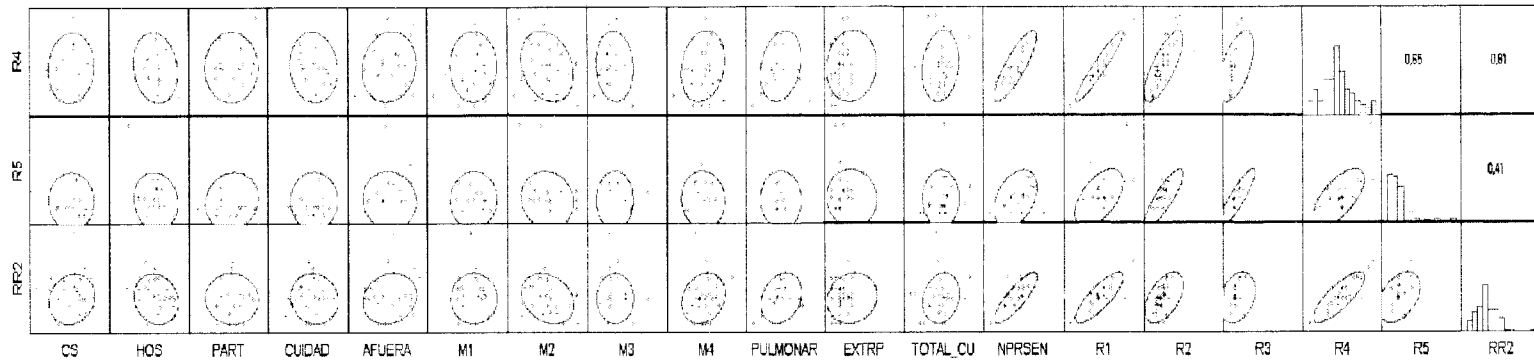 R4
0,65
0,81
R5
0,41
RR2
CS HOS PART CUIDAD AFUERA M1 M2 M3 M4 PULMONAR EXTRP TOTAL_CU NPRSEN R1 R2 R3 R4 R5 RR2